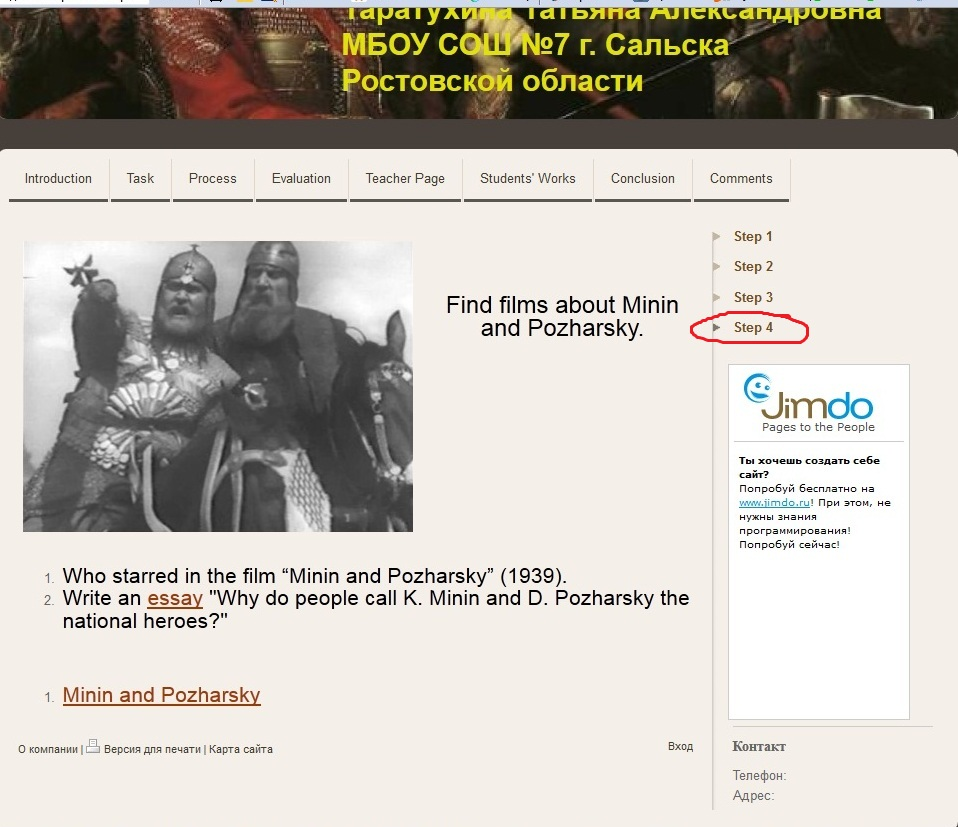 Таратухина Татьяна Александровна
МБОУ СОШ №7 г. Сальска
Ростовской области
Introduction
Task
Process
Evaluation
Teacher Page
Students' Works
Conclusion
Comments
Find films about Minin
and Pozharsky.
1. Who starred in the film “Minin and Pozharsky” (1939).
2. Write an essay "Why do people call K. Minin and D. Pozharsky the
national heroes?"
1. Minin and Pozharsky
О компании | Версия для печати | Карта сайта
Вход
Step 1
Step 2
Step 3
Step 4
Jimdo
Pages to the People
Ты хочешь создать себе
сайт?
Попробуй бесплатно на
www.jimdo.ru! При этом, не
нужны знания
программирования!
Попробуй сейчас!
Контакт
Телефон:
Адрес: